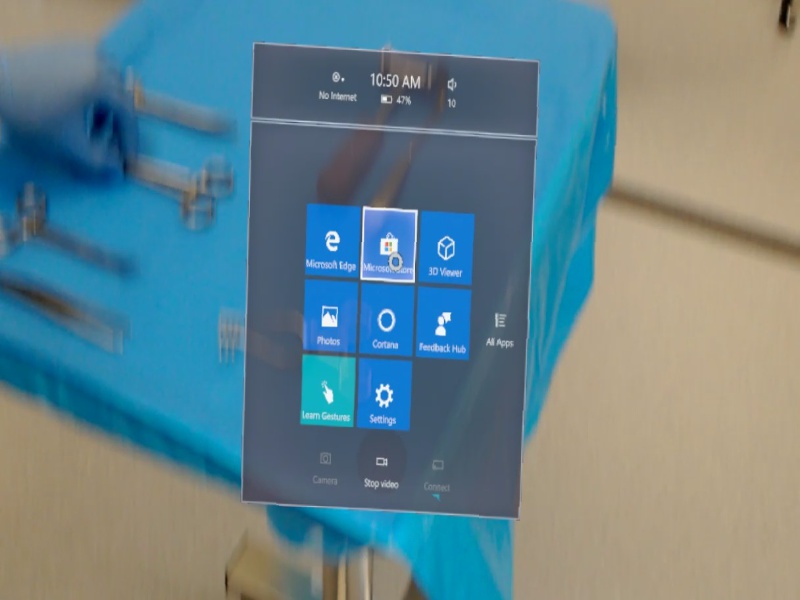 10:50 AM
No Internet
47%
10
Microsoft Edge
Microsoft Store
3D Viewer
Photos
Cortana
Feedback Hub
All Apps
Learn Gestures
Settings
Camera
Stop video
Connect